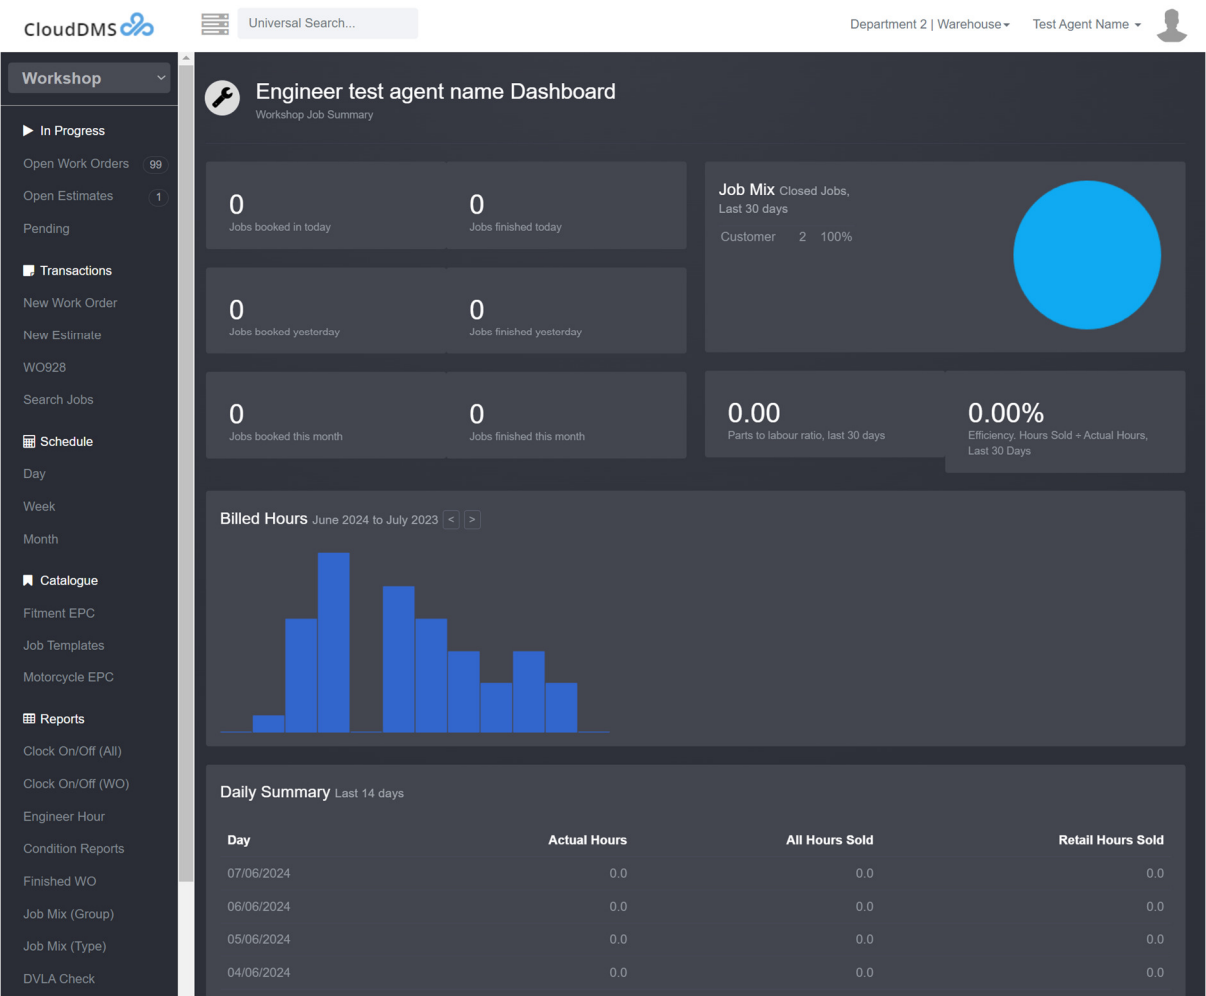 CloudDMS
Universal Search...
Department 2 | Warehouse
Test Agent Name
Workshop
In Progress
Open Work Orders 99
Open Estimates 1
Pending
Transactions
New Work Order
New Estimate
WO928
Search Jobs
Schedule
Day
Week
Month
Catalogue
Fitment EPC
Job Templates
Motorcycle EPC
Reports
Clock On/Off (All)
Clock On/Off (WO)
Engineer Hour
Condition Reports
Finished WO
Job Mix (Group)
Job Mix (Type)
DVLA Check
Engineer test agent name Dashboard
Workshop Job Summary
0
Jobs booked in today
0
Jobs finished today
0
Jobs booked yesterday
0
Jobs finished yesterday
0
Jobs booked this month
0
Jobs finished this month
Job Mix Closed Jobs,
Last 30 days
Customer 2 100%
0.00
Parts to labour ratio, last 30 days
0.00%
Efficiency. Hours Sold ÷ Actual Hours,
Last 30 Days
Billed Hours June 2024 to July 2023 < >
Daily Summary Last 14 days
Day Actual Hours All Hours Sold Retail Hours Sold
07/06/2024 0.0 0.0 0.0
06/06/2024 0.0 0.0 0.0
05/06/2024 0.0 0.0 0.0
04/06/2024 0.0 0.0 0.0